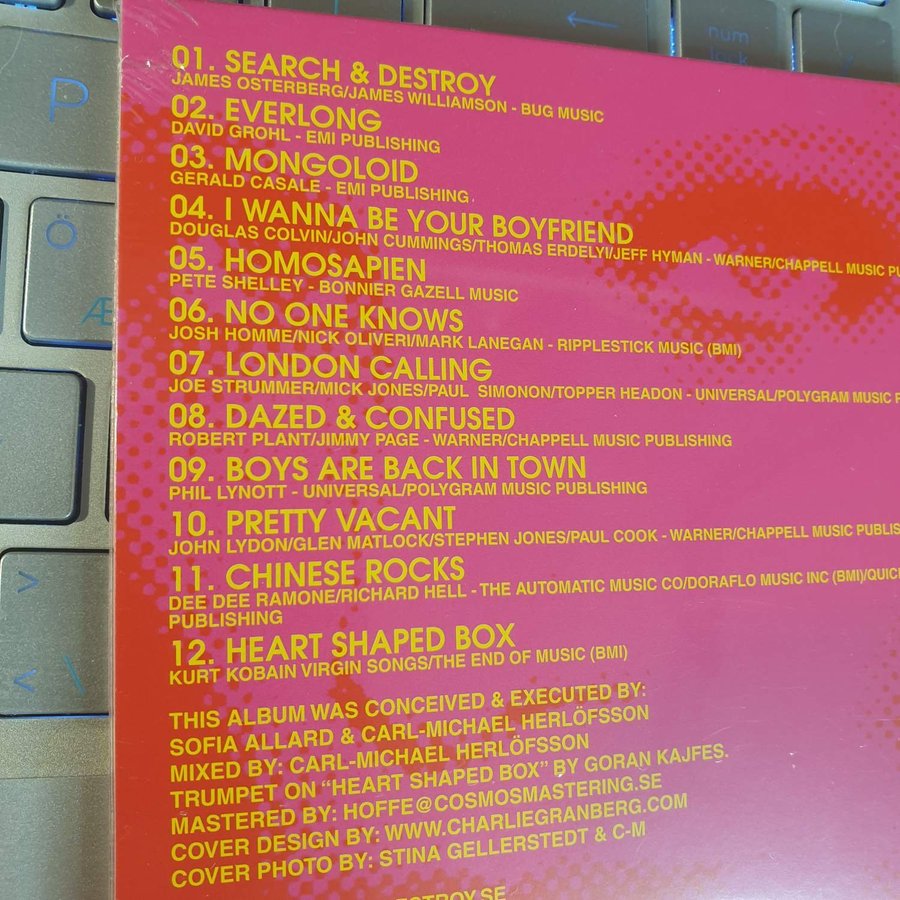 P
num
lock
Ö
Æ
>
<
\
01. SEARCH & DESTROY
JAMES OSTERBERG/JAMES WILLIAMSON - BUG MUSIC
02. EVERLONG
DAVID GROHL - EMI PUBLISHING
03. MONGOLOID
GERALD CASALE - EMI PUBLISHING
04. I WANNA BE YOUR BOYFRIEND
DOUGLAS COLVIN/JOHN CUMMINGS/THOMAS ERDELYI/JEFF HYMAN - WARNER/CHAPPELL MUSIC PU
05. HOMOSAPIEN
PETE SHELLEY - BONNIER GAZELL MUSIC
06. NO ONE KNOWS
JOSH HOMME/NICK OLIVERI/MARK LANEGAN - RIPPLESTICK MUSIC (BMI)
07. LONDON CALLING
JOE STRUMMER/MICK JONES/PAUL SIMONON/TOPPER HEADON - UNIVERSAL/POLYGRAM MUSIC P
08. DAZED & CONFUSED
ROBERT PLANT/JIMMY PAGE - WARNER/CHAPPELL MUSIC PUBLISHING
09. BOYS ARE BACK IN TOWN
PHIL LYNOTT - UNIVERSAL/POLYGRAM MUSIC PUBLISHING
10. PRETTY VACANT
JOHN LYDON/GLEN MATLOCK/STEPHEN JONES/PAUL COOK - WARNER/CHAPPELL MUSIC PUBLIS
11. CHINESE ROCKS
DEE DEE RAMONE/RICHARD HELL - THE AUTOMATIC MUSIC CO/DORAFLO MUSIC INC (BMI)/QUIC
PUBLISHING
12. HEART SHAPED BOX
KURT KOBAIN VIRGIN SONGS/THE END OF MUSIC (BMI)
THIS ALBUM WAS CONCEIVED & EXECUTED BY:
SOFIA ALLARD & CARL-MICHAEL HERLÖFSSON
MIXED BY: CARL-MICHAEL HERLÖFSSON
TRUMPET ON "HEART SHAPED BOX" BY GORAN KAJFEŞ.
MASTERED BY: HOFFE@COSMOSMASTERING.SE
COVER DESIGN BY: WWW.CHARLIEGRANBERG.COM
COVER PHOTO BY: STINA GELLERSTEDT & C-M
ESTROY.SE